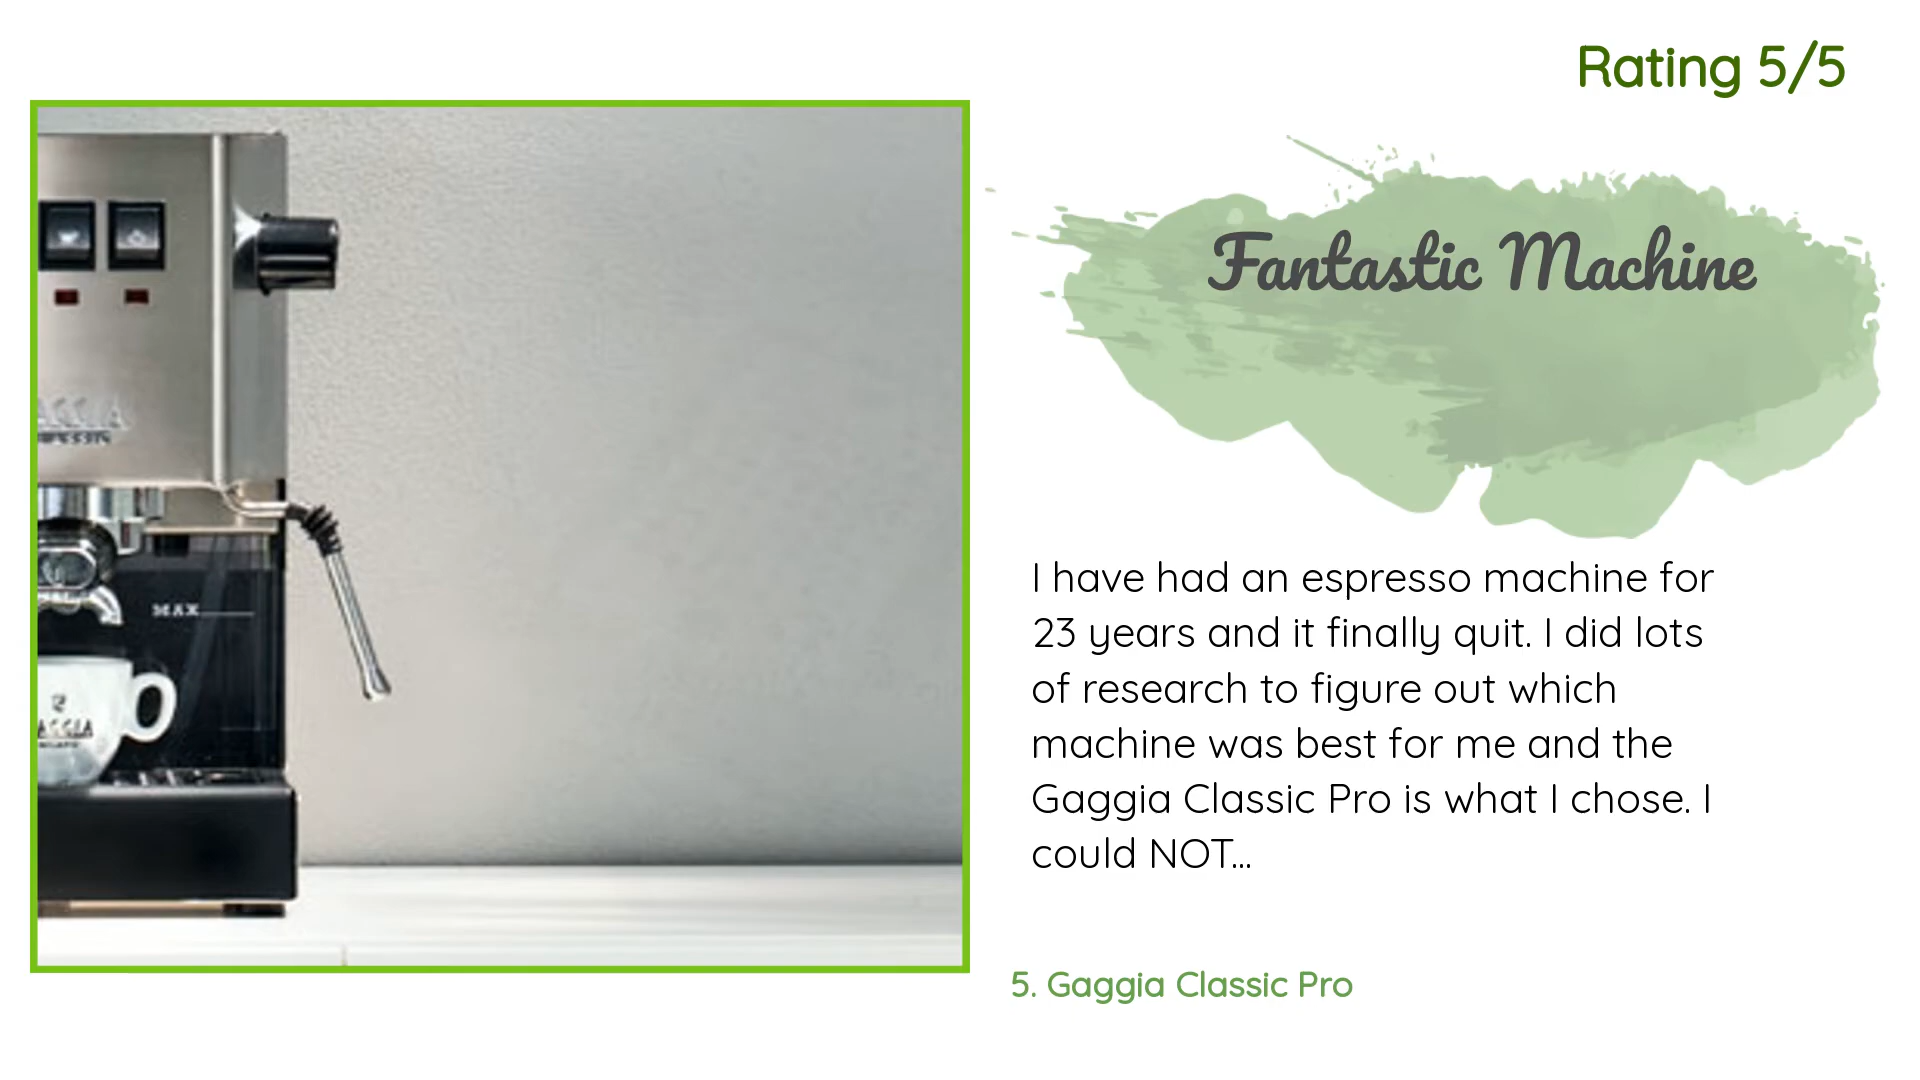 Rating 5/5
Fantastic Machine
MAX
I have had an espresso machine for
23 years and it finally quit. I did lots
of research to figure out which
machine was best for me and the
Gaggia Classic Pro is what I chose. I
could NOT...
5. Gaggia Classic Pro